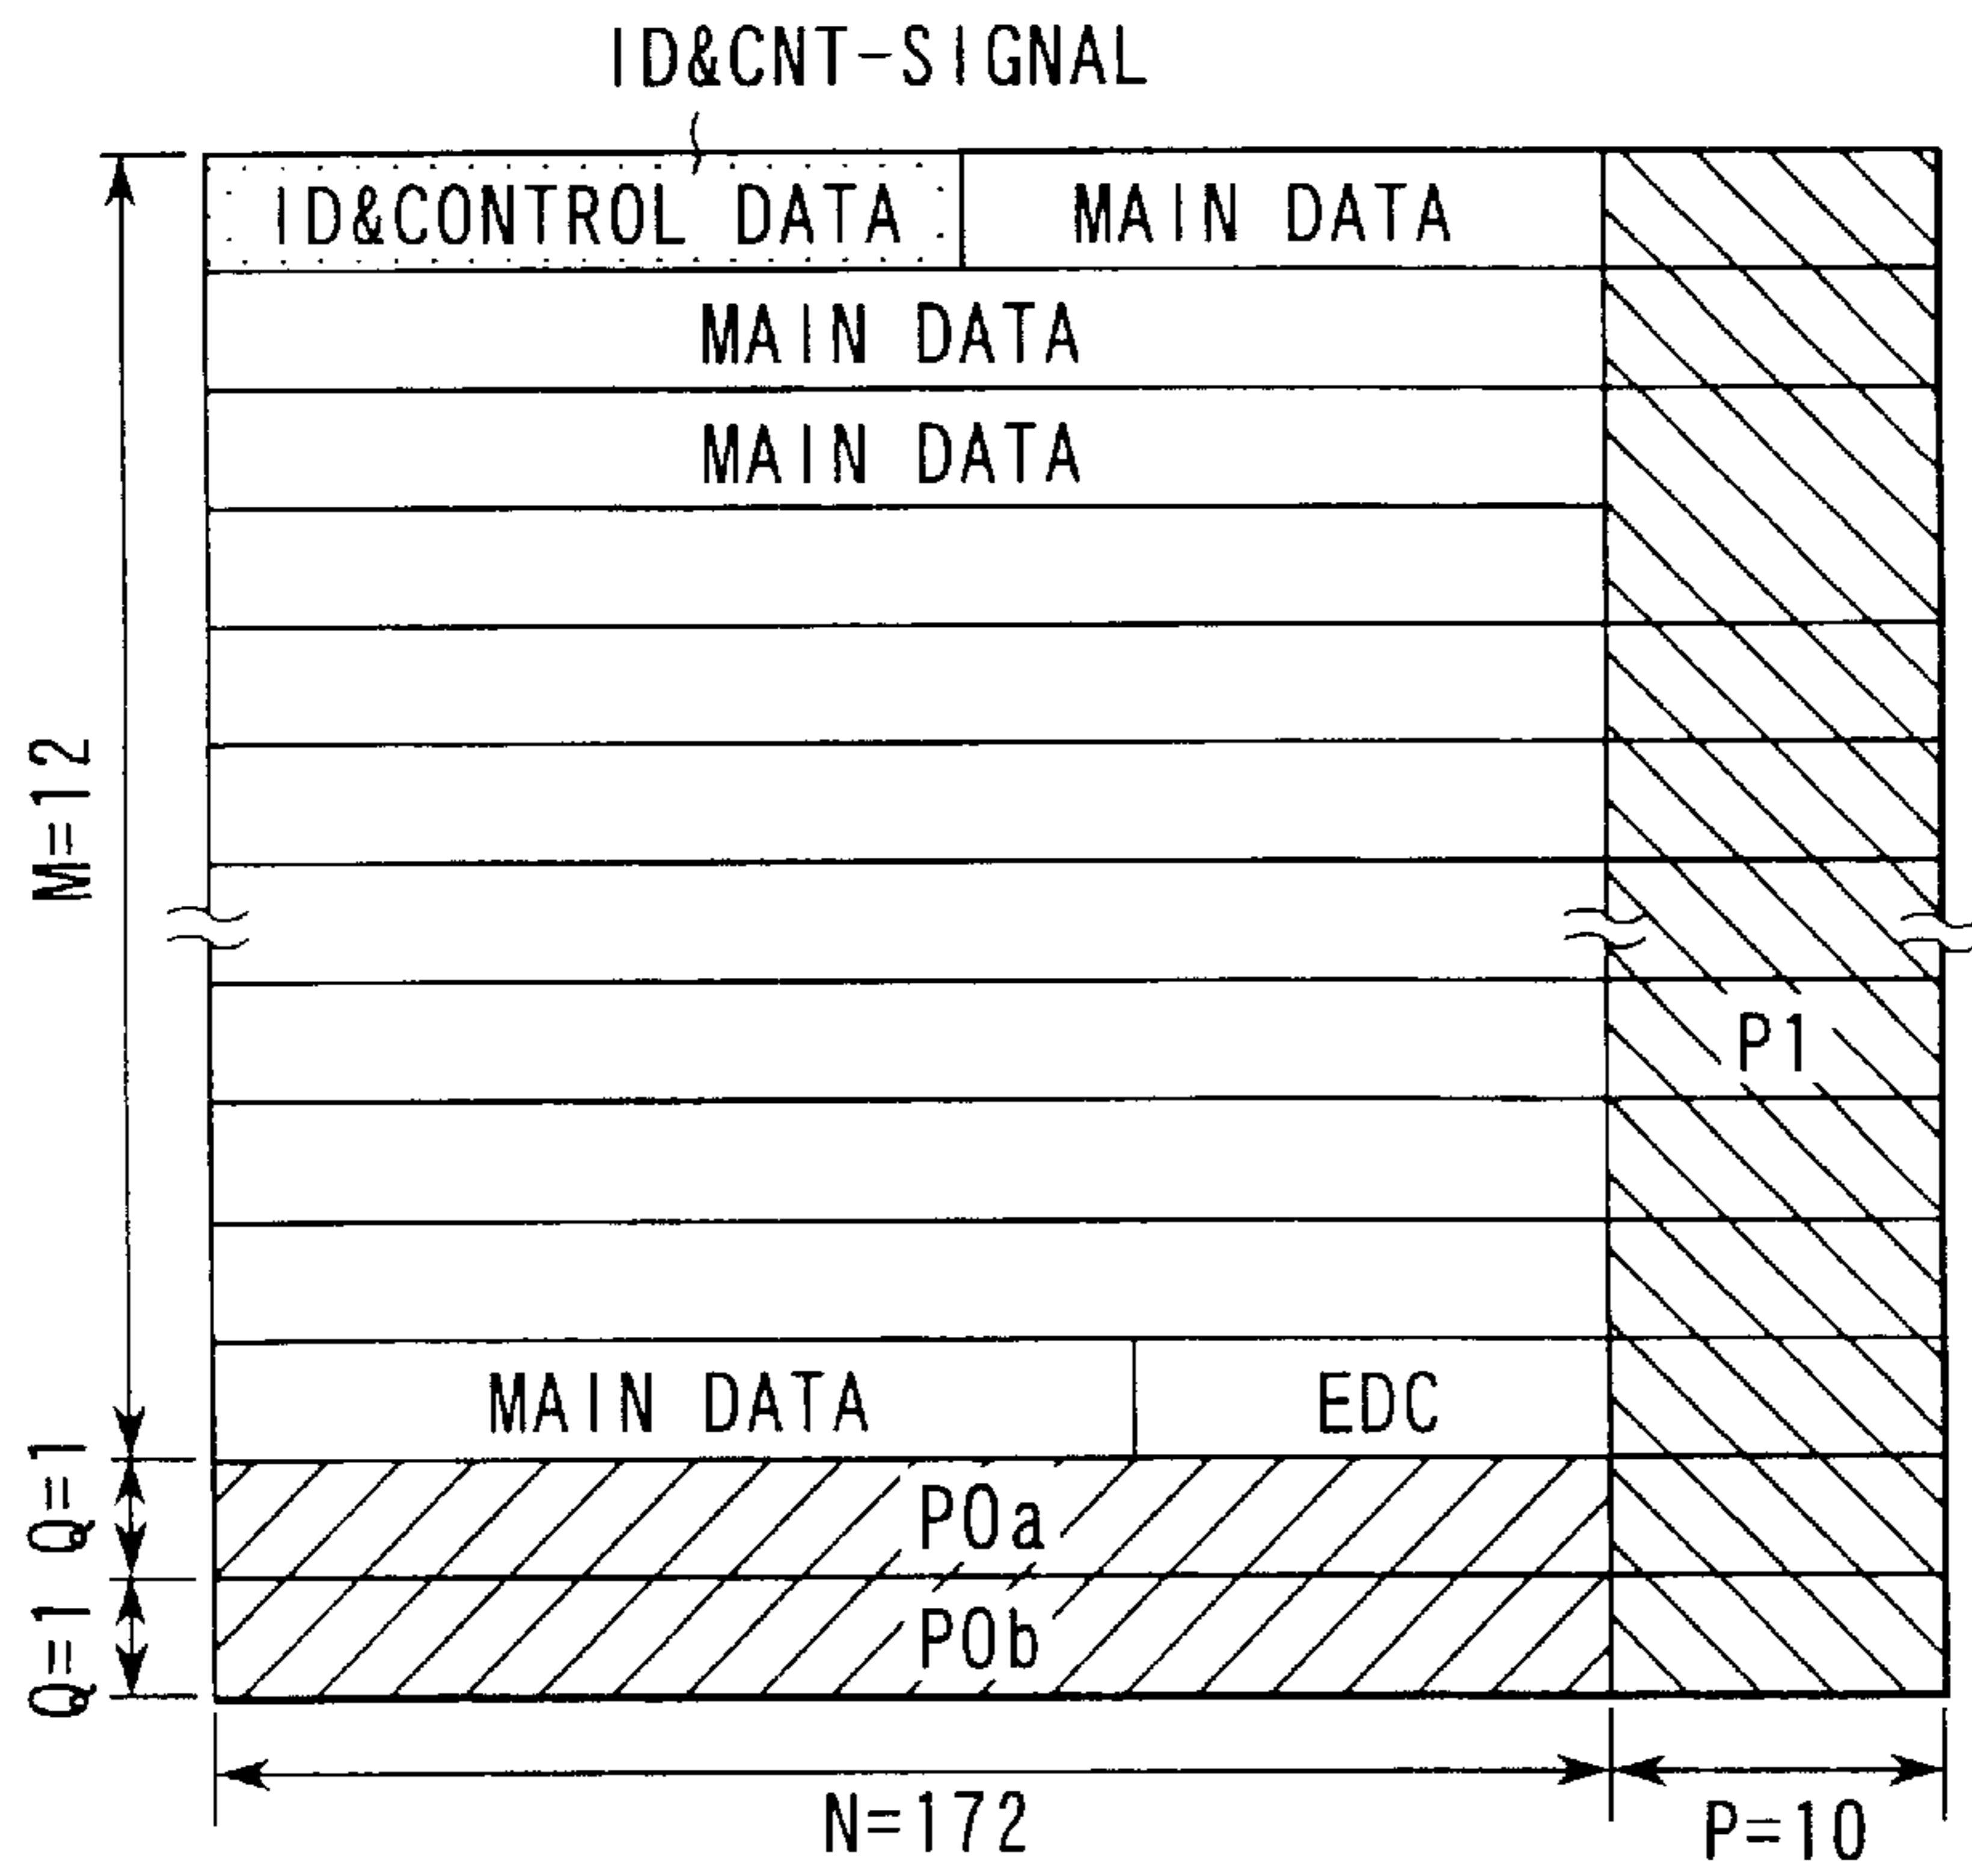 ID&CNT-SIGNAL
ID&CONTROL DATA MAIN DATA
MAIN DATA
MAIN DATA
M=12
P1
MAIN DATA EDC
Q=1 POa
Q=1 POb
N=172 P=10